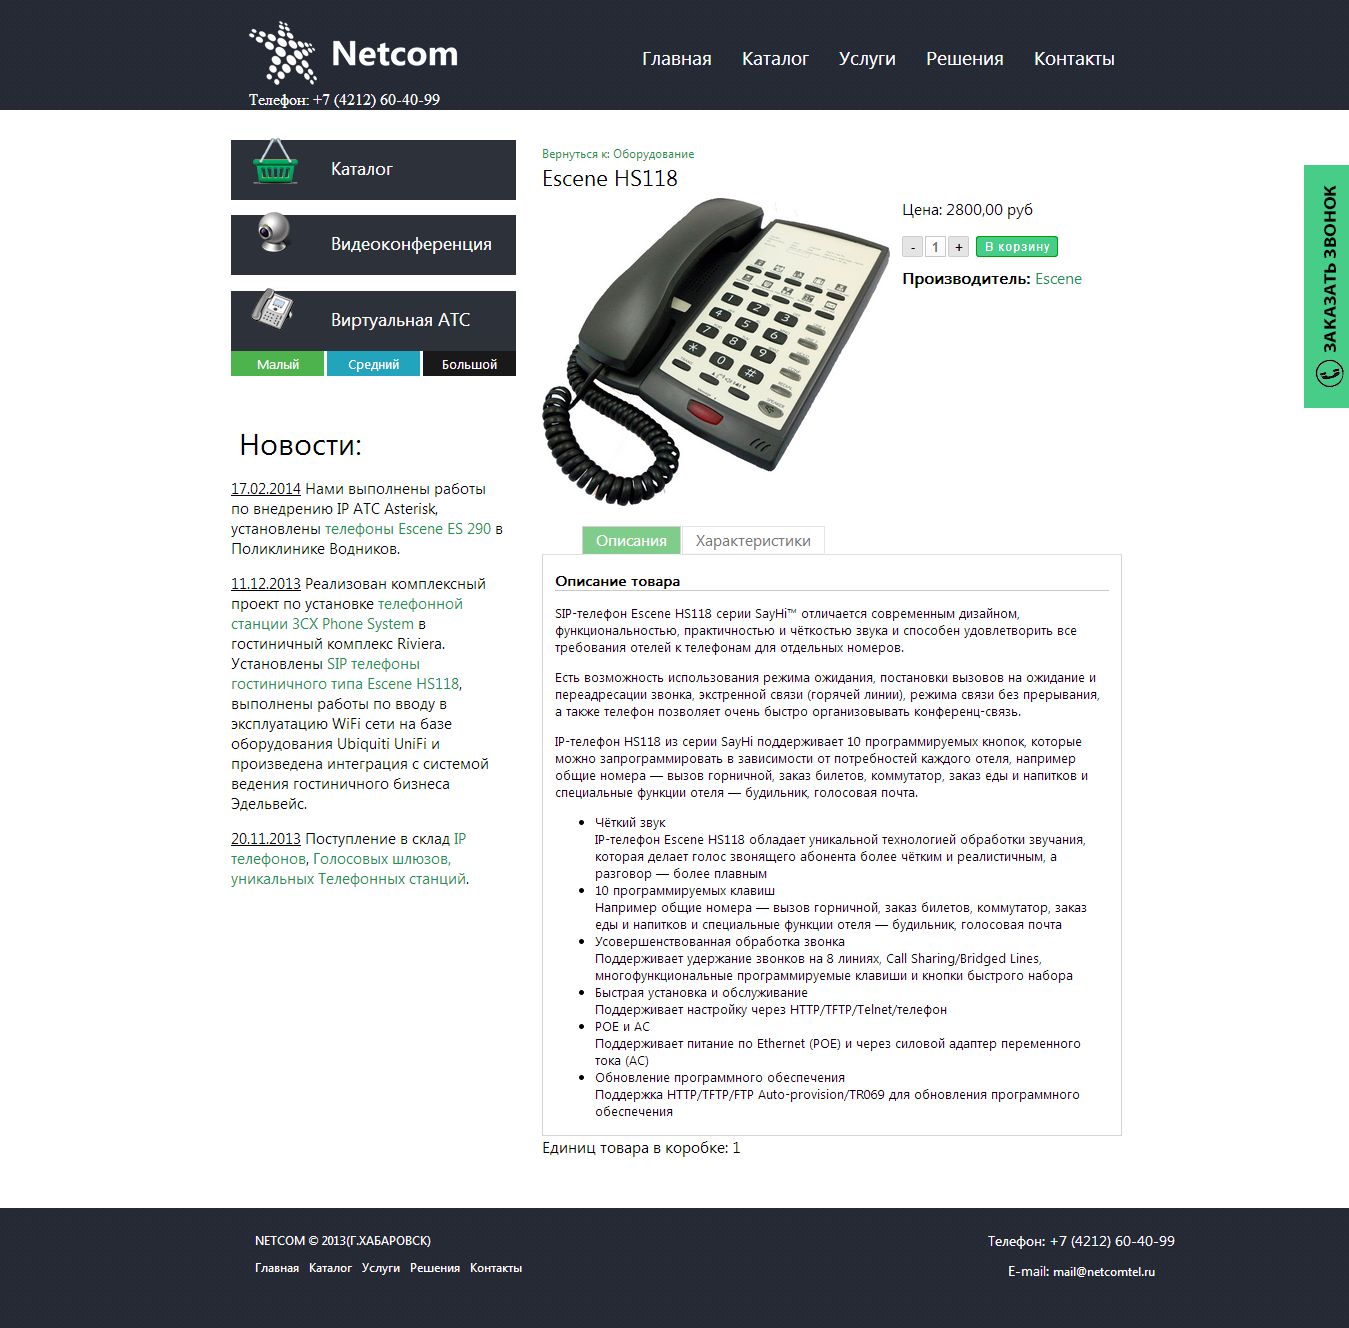 Netcom
Телефон: +7 (4212) 60-40-99
Главная Каталог Услуги Решения Контакты
Каталог
Видеоконференция
Виртуальная АТС
Малый Средний Большой
Новости:
17.02.2014 Нами выполнены работы
по внедрению IP АТС Asterisk,
установлены телефоны Escene ES 290 в
Поликлинике Водников.
11.12.2013 Реализован комплексный
проект по установке телефонной
станции 3CX Phone System в
гостиничный комплекс Riviera.
Установлены SIP телефоны
гостиничного типа Escene HS118,
выполнены работы по вводу в
эксплуатацию WiFi сети на базе
оборудования Ubiquiti UniFi и
произведена интеграция с системой
ведения гостиничного бизнеса
Эдельвейс.
20.11.2013 Поступление в склад IP
телефонов, Голосовых шлюзов,
уникальных Телефонных станций.
Вернуться к: Оборудование
Escene HS118
1 2 3
4 5 6
7 8 9
* 0 #
Цена: 2800,00 руб
- 1 + В корзину
Производитель: Escene
Описания Характеристики
Описание товара
SIP-телефон Escene HS118 серии SayHi™ отличается современным дизайном,
функциональностью, практичностью и чёткостью звука и способен удовлетворить все
требования отелей к телефонам для отдельных номеров.
Есть возможность использования режима ожидания, постановки вызовов на ожидание и
переадресации звонка, экстренной связи (горячей линии), режима связи без прерывания,
а также телефон позволяет очень быстро организовывать конференц-связь.
IP-телефон HS118 из серии SayHi поддерживает 10 программируемых кнопок, которые
можно запрограммировать в зависимости от потребностей каждого отеля, например
общие номера — вызов горничной, заказ билетов, коммутатор, заказ еды и напитков и
специальные функции отеля — будильник, голосовая почта.
• Чёткий звук
IP-телефон Escene HS118 обладает уникальной технологией обработки звучания,
которая делает голос звонящего абонента более чётким и реалистичным, а
разговор — более плавным
• 10 программируемых клавиш
Например общие номера — вызов горничной, заказ билетов, коммутатор, заказ
еды и напитков и специальные функции отеля — будильник, голосовая почта
• Усовершенствованная обработка звонка
Поддерживает удержание звонков на 8 линиях, Call Sharing/Bridged Lines,
многофункциональные программируемые клавиши и кнопки быстрого набора
• Быстрая установка и обслуживание
Поддерживает настройку через HTTP/TFTP/Telnet/телефон
• POE и AC
Поддерживает питание по Ethernet (POE) и через силовой адаптер переменного
тока (AC)
• Обновление программного обеспечения
Поддержка HTTP/TFTP/FTP Auto-provision/TR069 для обновления программного
обеспечения
Единиц товара в коробке: 1
ЗАКАЗАТЬ ЗВОНОК
NETCOM © 2013(Г.ХАБАРОВСК)
Главная Каталог Услуги Решения Контакты
Телефон: +7 (4212) 60-40-99
E-mail: mail@netcomtel.ru